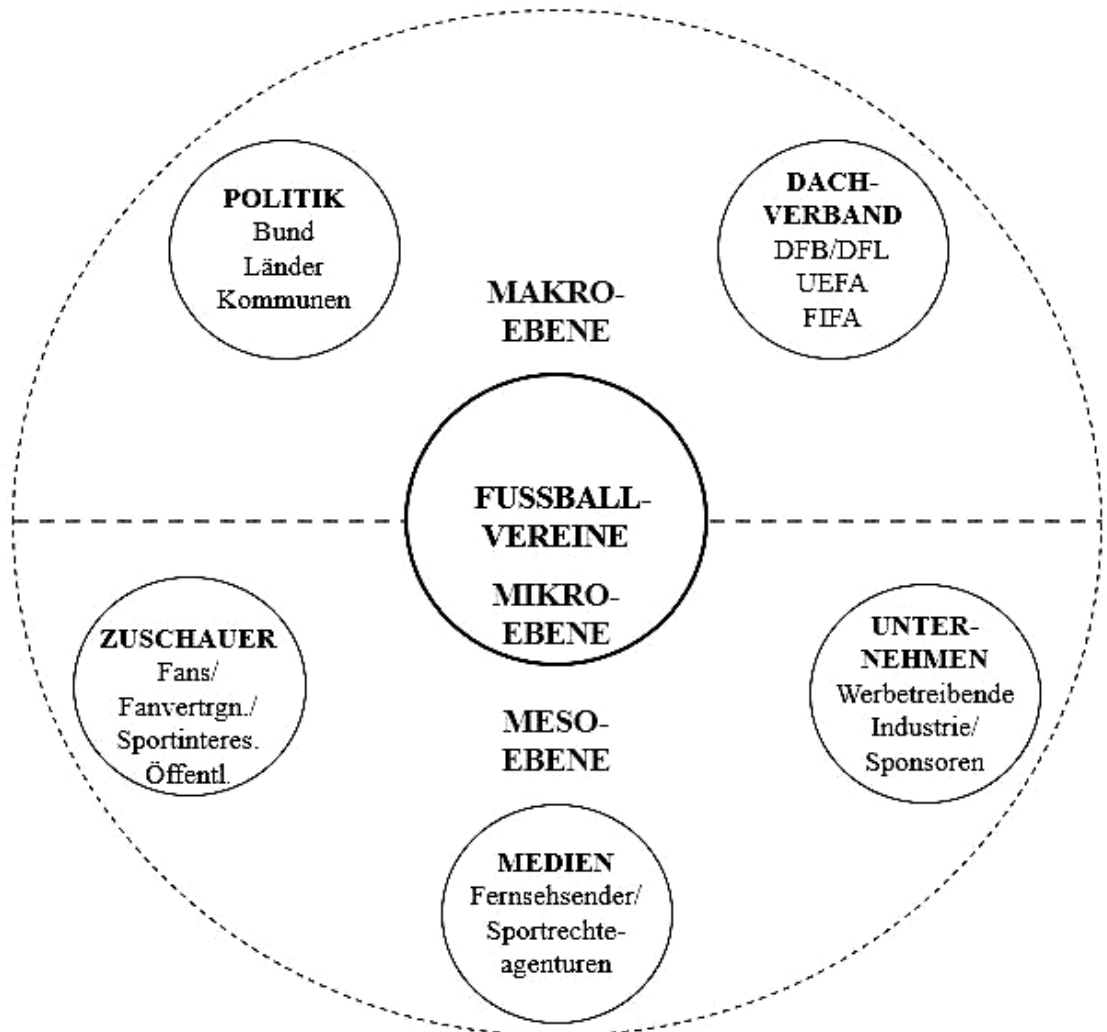 POLITIK
Bund
Länder
Kommunen
DACH-
VERBAND
DFB/DFL
UEFA
FIFA
MAKRO-
EBENE
FUSSBALL-
VEREINE
MIKRO-
EBENE
ZUSCHAUER
Fans/
Fanvertrgn./
Sportinteres.
Öffentl.
MESO-
EBENE
UNTER-
NEHMEN
Werbetreibende
Industrie/
Sponsoren
MEDIEN
Fernsehsender/
Sportrechte-
agenturen